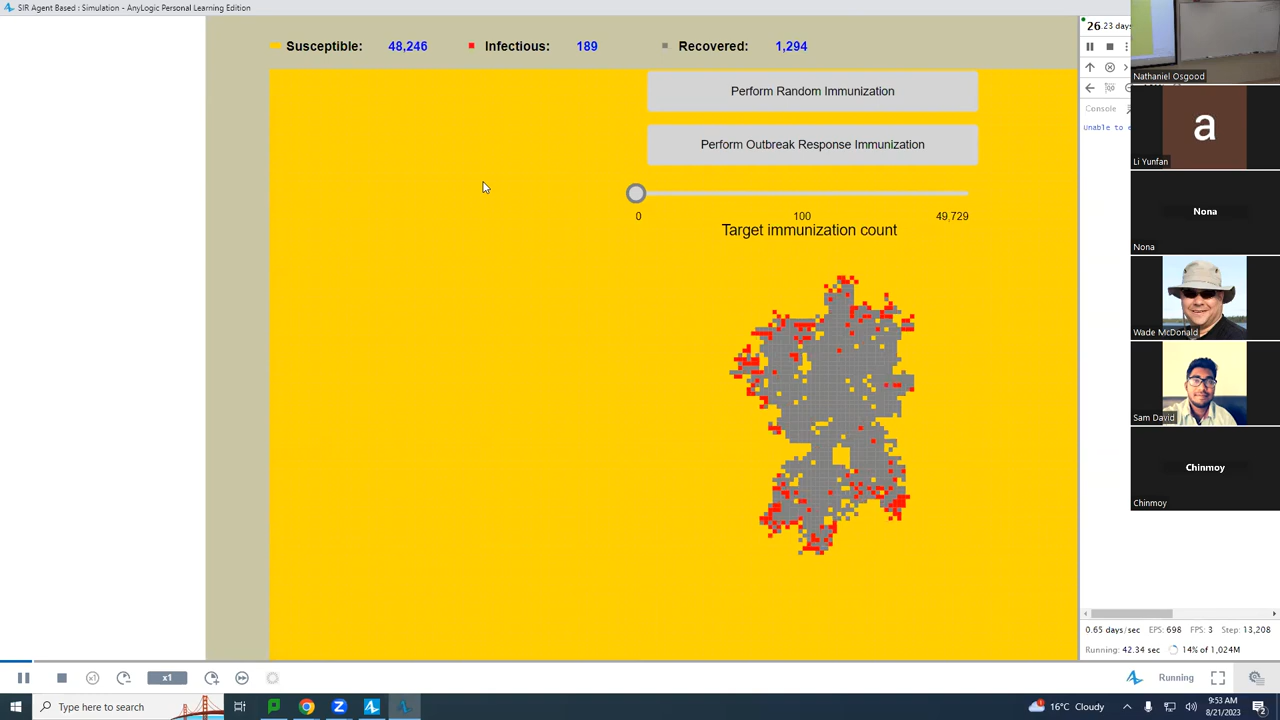 SIR Agent Based : Simulation - AnyLogic Personal Learning Edition
Susceptible: 48,246 Infectious: 189 Recovered: 1,294
26.23 days
Perform Random Immunization
Perform Outbreak Response Immunization
0 100 49,729
Target immunization count
Console
Unable to e
Nathaniel Osgood
a
Li Yunfan
Nona
Nona
Wade McDonald
Sam David
Chinmoy
Chinmoy
0.65 days/sec EPS: 698 FPS: 3 Step: 13,208
Running: 42.34 sec 14% of 1,024M
x1
x1
Running
Type here to search
16°C Cloudy
9:53 AM
8/21/2023
2